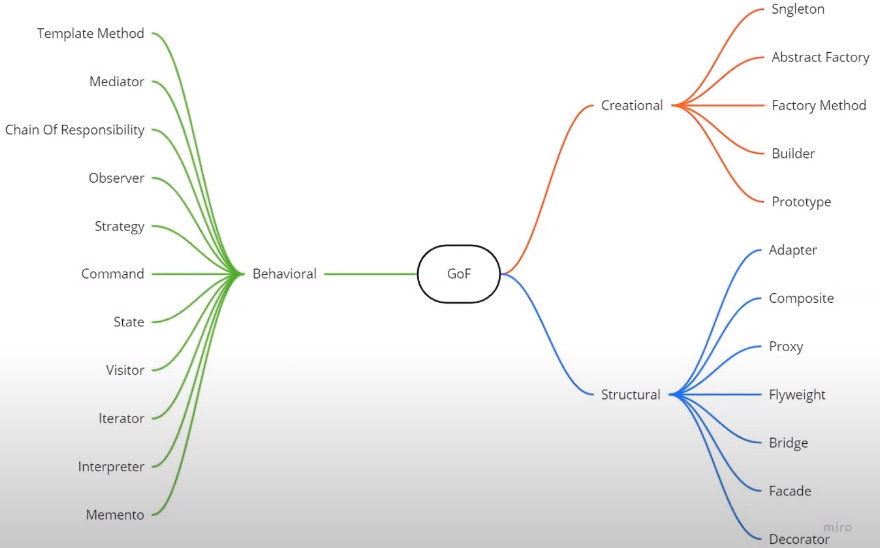 Template Method
Mediator
Chain Of Responsibility
Observer
Strategy
Command
State
Visitor
Iterator
Interpreter
Memento
Behavioral
GoF
Creational
Sngleton
Abstract Factory
Factory Method
Builder
Prototype
Structural
Adapter
Composite
Proxy
Flyweight
Bridge
Facade
Decorator
miro